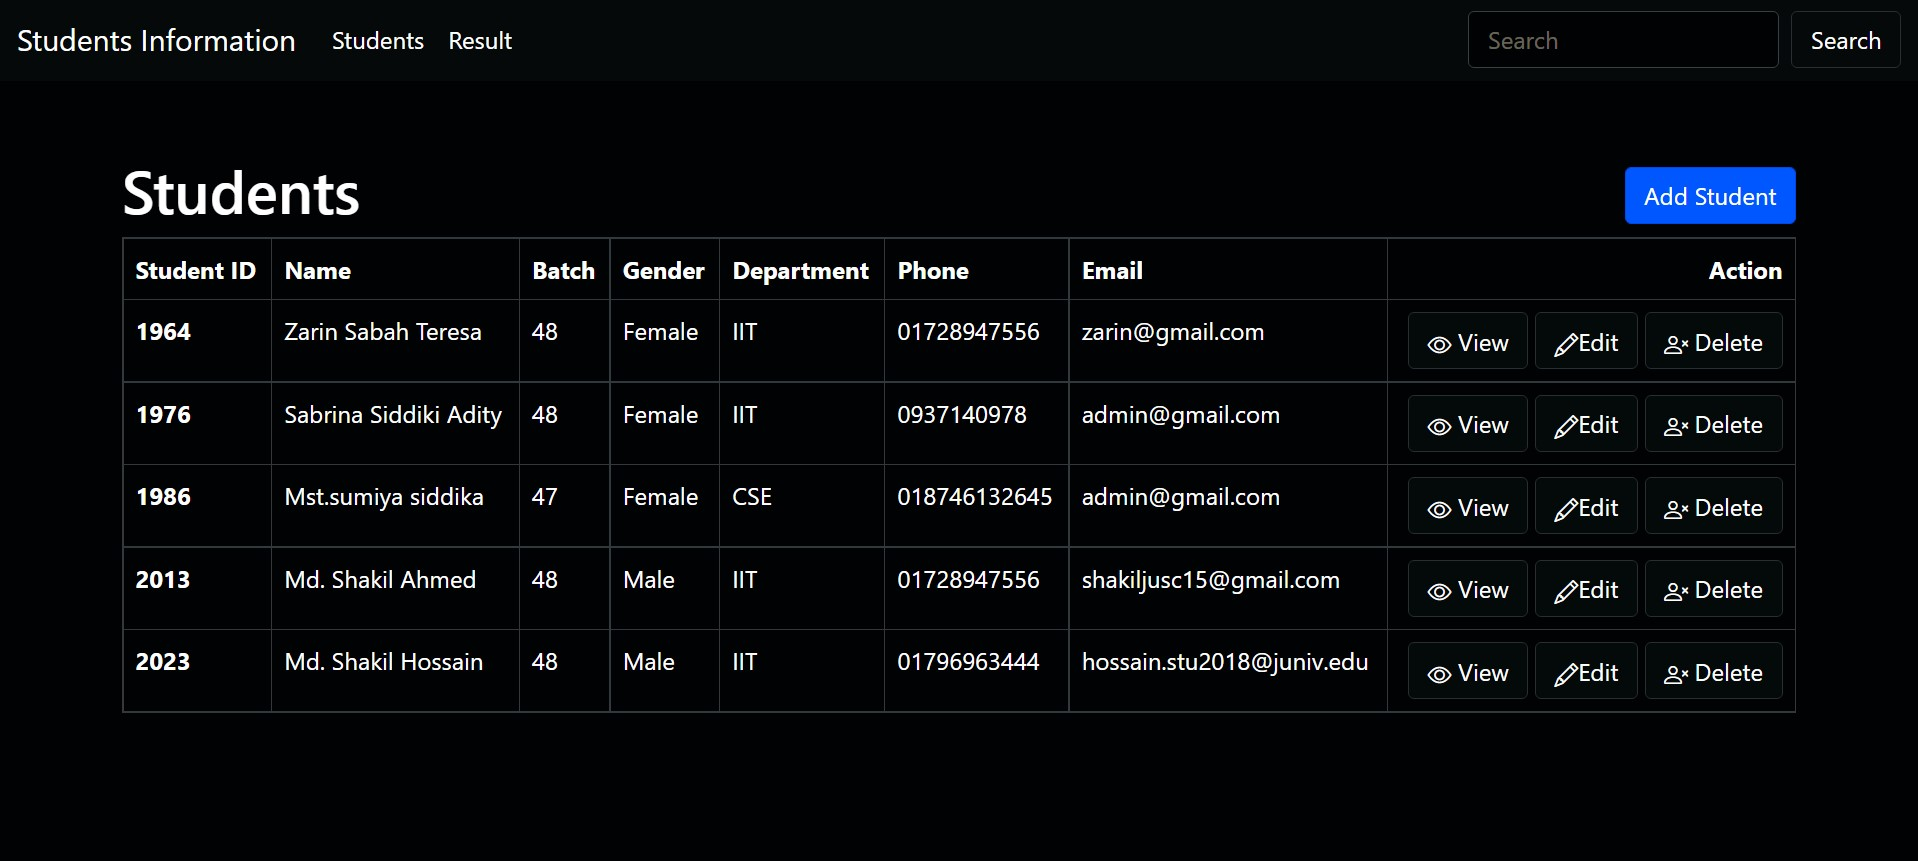 Students Information Students Result Search Search
Students Add Student
Student ID Name Batch Gender Department Phone Email Action
1964 Zarin Sabah Teresa 48 Female IIT 01728947556 zarin@gmail.com View Edit Delete
1976 Sabrina Siddiki Adity 48 Female IIT 0937140978 admin@gmail.com View Edit Delete
1986 Mst.sumiya siddika 47 Female CSE 018746132645 admin@gmail.com View Edit Delete
2013 Md. Shakil Ahmed 48 Male IIT 01728947556 shakiljusc15@gmail.com View Edit Delete
2023 Md. Shakil Hossain 48 Male IIT 01796963444 hossain.stu2018@juniv.edu View Edit Delete